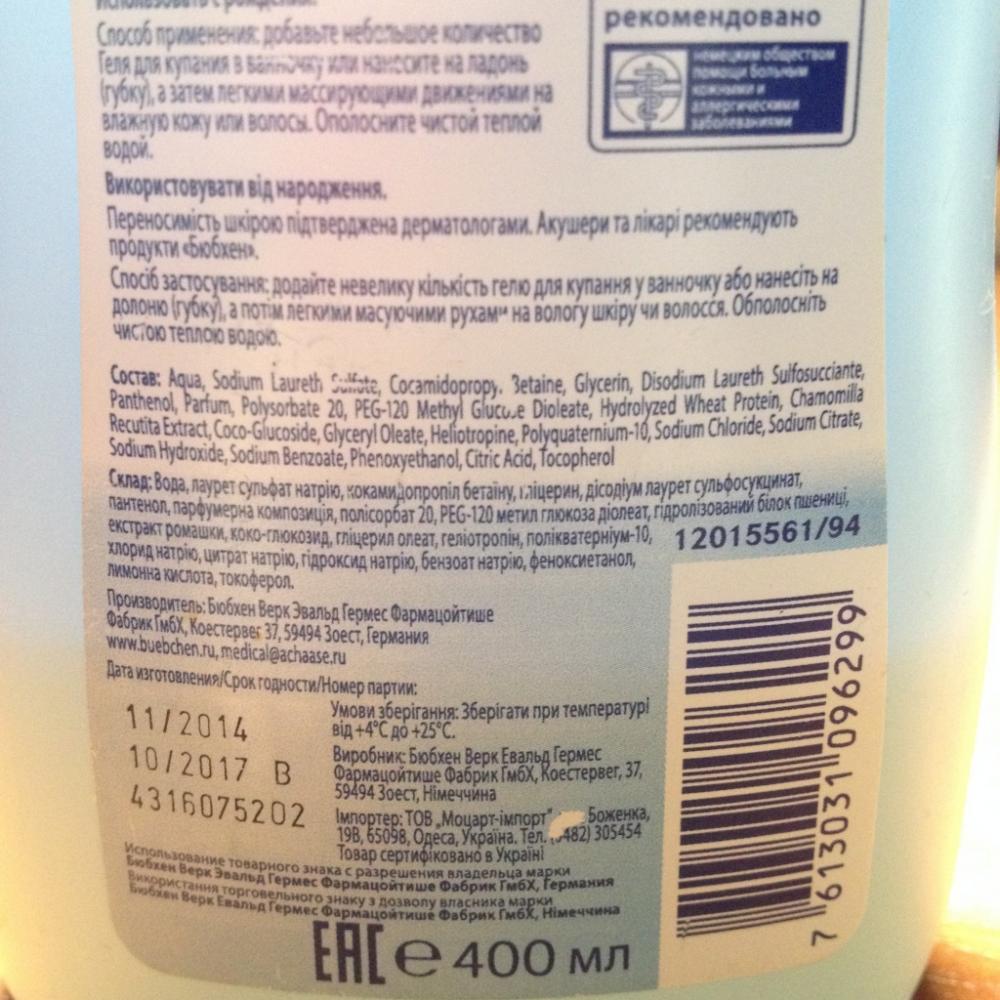 Использовать с рождения.
Способ применения: добавьте небольшое количество
Геля для купания в ванночку или нанесите на ладонь
(губку), а затем легкими массирующими движениями на
влажную кожу или волосы. Ополосните чистой теплой
водой.
рекомендовано
немецким обществом
помощи больным
кожными и
аллергическими
заболеваниями
Використовувати від народження.
Переносимість шкірою підтверджена дерматологами. Акушери та лікарі рекомендують
продукти «Бюбхен».
Спосіб застосування: додайте невелику кількість гелю для купання у ванночку або нанесіть на
долоню (губку), а потім легкими масуючими рухами на вологу шкіру чи волосся. Обполосніть
чистою теплою водою.
Состав: Aqua, Sodium Laureth Sulfate, Cocamidopropy. Betaine, Glycerin, Disodium Laureth Sulfosuccinate,
Panthenol, Parfum, Polysorbate 20, PEG-120 Methyl Glucose Dioleate, Hydrolyzed Wheat Protein, Chamomilla
Recutita Extract, Coco-Glucoside, Glyceryl Oleate, Heliotropine, Polyquaternium-10, Sodium Chloride, Sodium Citrate,
Sodium Hydroxide, Sodium Benzoate, Phenoxyethanol, Citric Acid, Tocopherol
Склад: Вода, лаурет сульфат натрію, кокамідопропіл бетаїну, гліцерин, дісодіум лаурет сульфосукцинат,
пантенол, парфумерна композиція, полісорбат 20, PEG-120 метил глюкоза діолеат, гідролізований білок пшениці,
екстракт ромашки, коко-глюкозид, гліцерил олеат, геліотропін, полікватерніум-10,
хлорид натрію, цитрат натрію, гідроксид натрію, бензоат натрію, феноксиетанол,
лимонна кислота, токоферол.
12015561/94
Производитель: Бюбхен Верк Эвальд Гермес Фармацойтише
Фабрик ГмбХ, Коестервег 37, 59494 Зоест, Германия
www.buebchen.ru, medical@achaase.ru
Дата изготовления/Срок годности/Номер партии:
11/2014
10/2017 B
4316075202
Умови зберігання: Зберігати при температурі
від +4°С до +25°С.
Виробник: Бюбхен Верк Евальд Гермес
Фармацойтише Фабрик ГмбХ, Коестервег, 37,
59494 Зоест, Німеччина
Імпортер: ТОВ „Моцарт-імпорт" Боженка,
19В, 65098, Одеса, Україна. Тел. 482) 305454
Товар сертифіковано в Україні
Использование товарного знака с разрешения владельца марки
Бюбхен Верк Эвальд Гермес Фармацойтише Фабрик ГмбХ, Германия
Використання торговельного знаку з дозволу власника марки
Бюбхен Верк Евальд Гермес Фармацойтише Фабрик ГмбХ, Німеччина
EAC e 400 мл
7 613031 096299